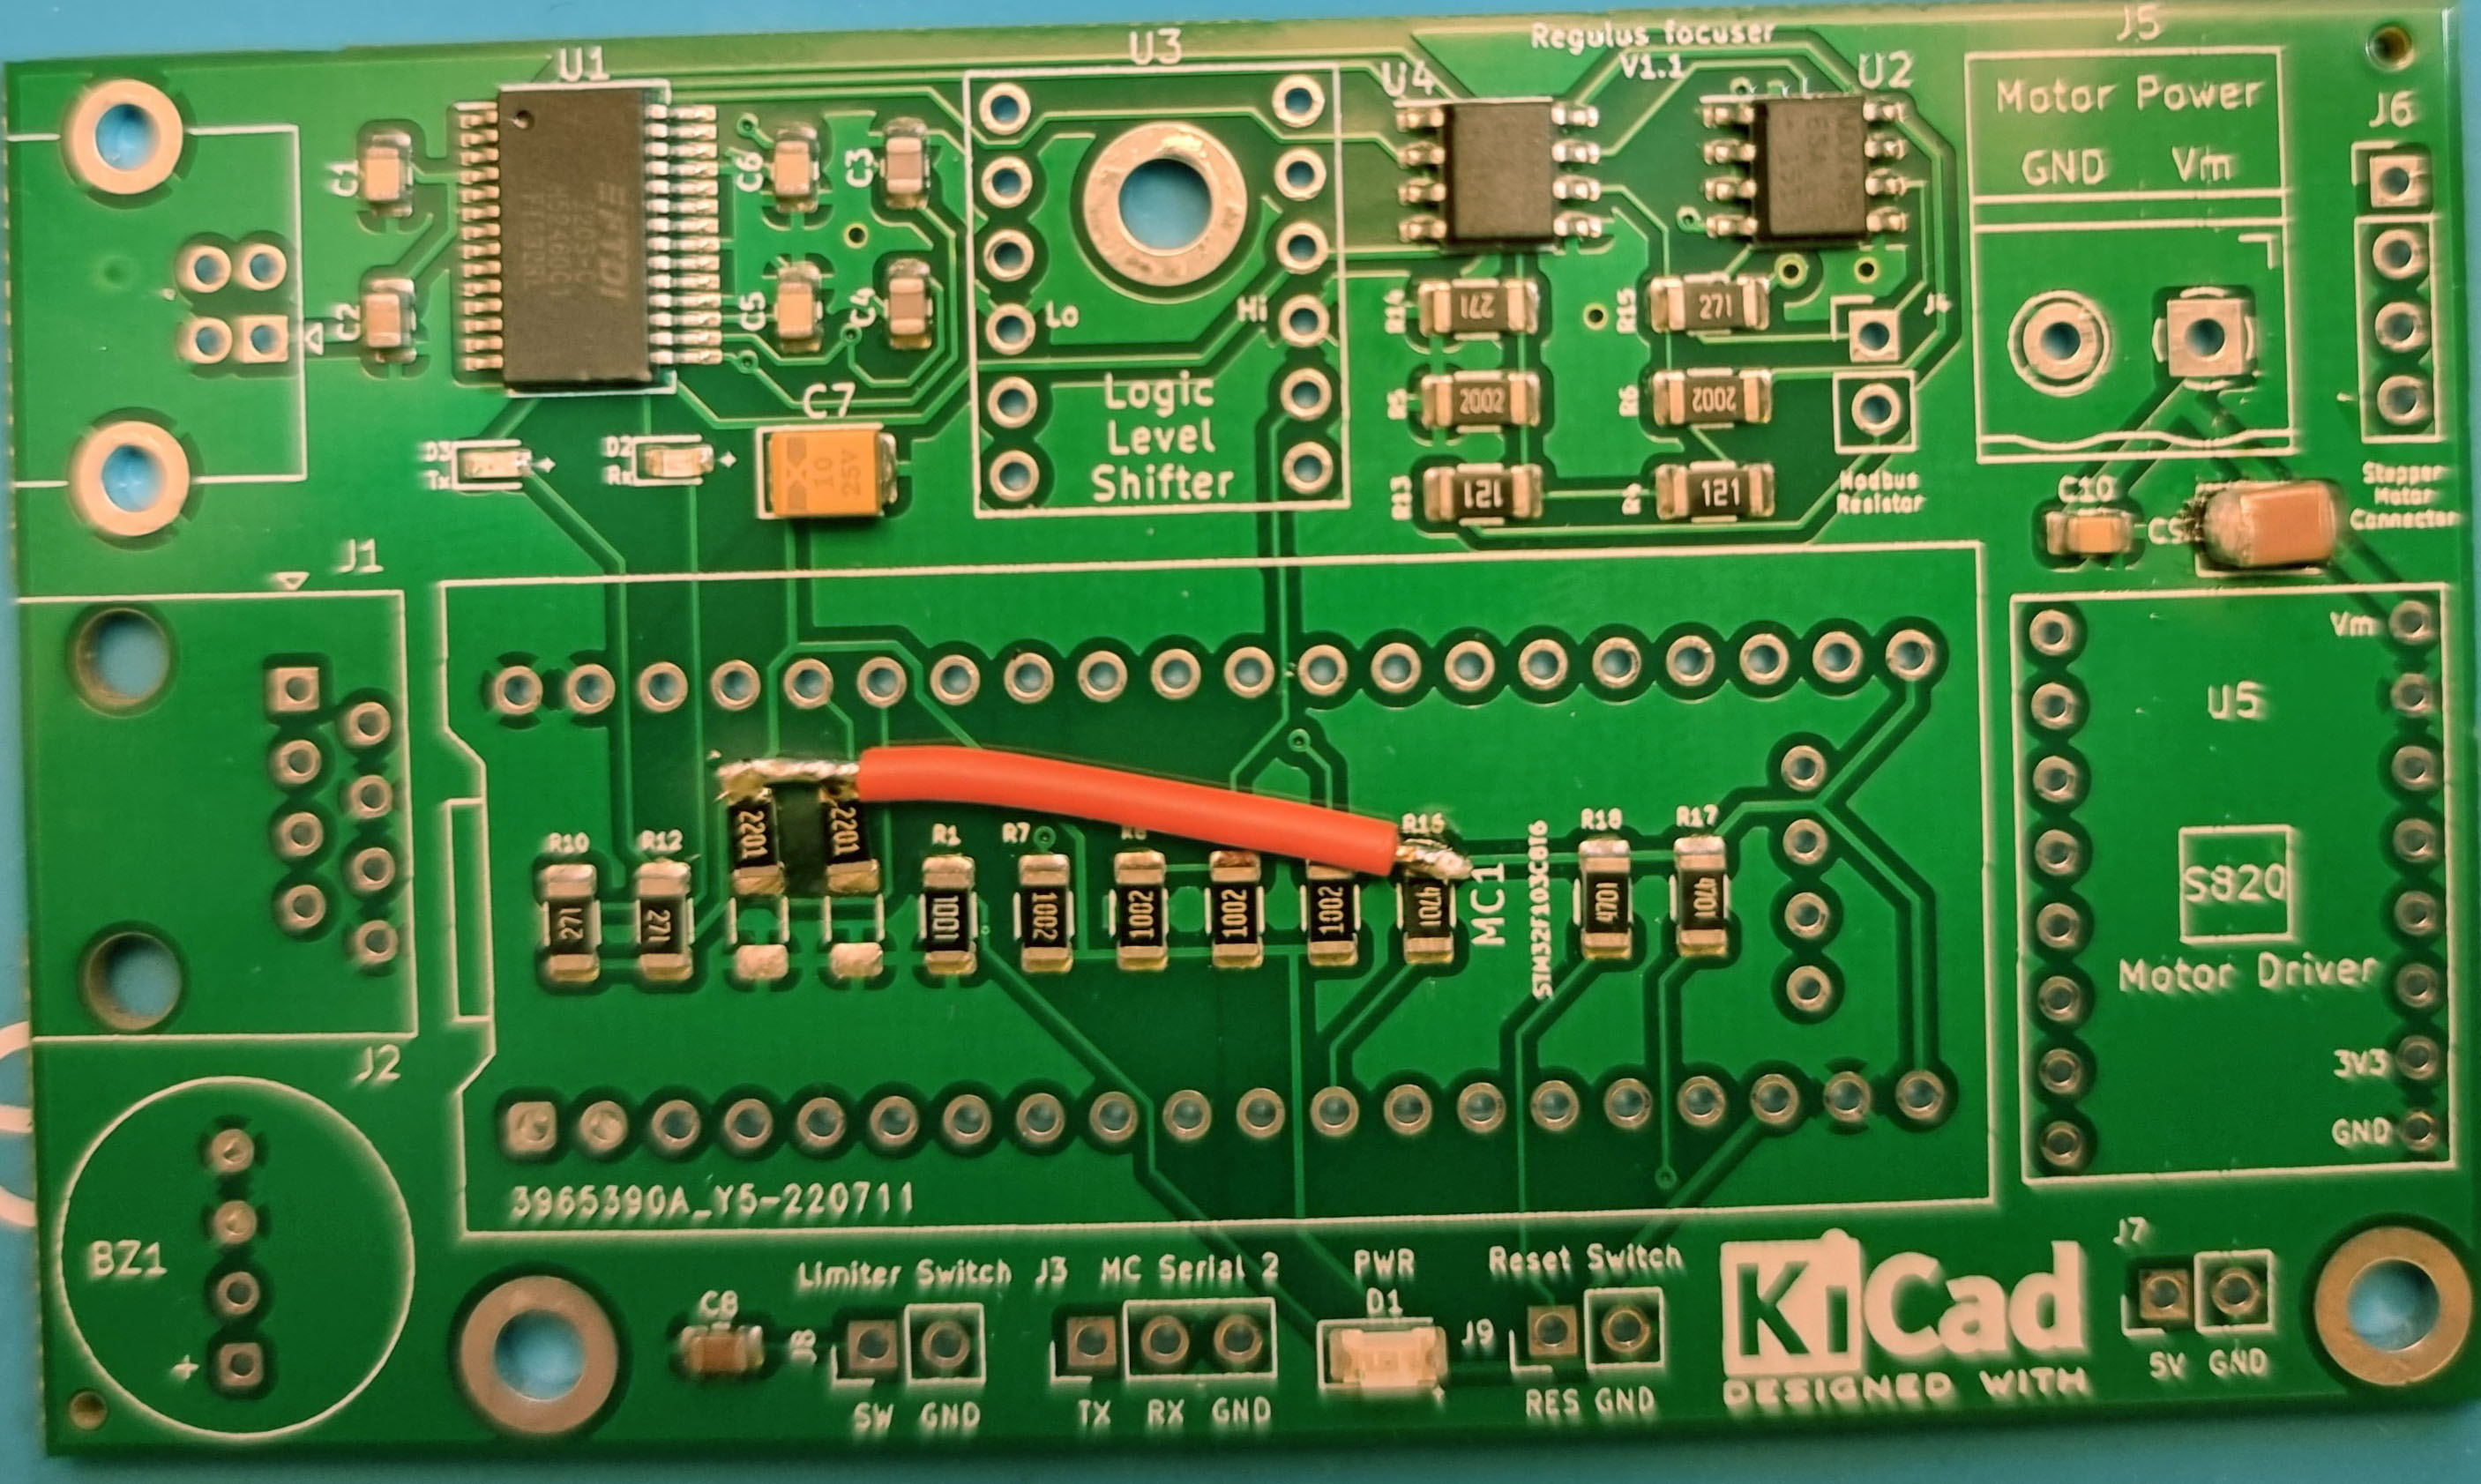 U1
U3
Regulus focuser
V1.1
U4
U2
J5
Motor Power
GND Vm
J6
C1
C6
C3
FTDI
C2
C5
C4
Lo
Hi
R14
271
R15
271
J4
Logic
Level
Shifter
R5
2002
R6
2002
C7
10
25V
D3
Tx
D2
Rx
R13
121
R4
121
Modbus
Resistor
C10
Stepper
Motor
Connector
J1
Vm
U5
S820
Motor Driver
3V3
GND
2201
2201
R10
271
R12
271
R1
1001
R7
1002
1002
1002
1002
R16
4701
MC1
STM32F103C8T6
R18
4701
R17
4701
J2
3965390A_Y5-220711
BZ1
+
C8
Limiter Switch
J8
SW GND
J3
MC Serial 2
TX RX GND
PWR
D1
+
Reset Switch
J9
RES GND
KiCad
DESIGNED WITH
J7
5V GND